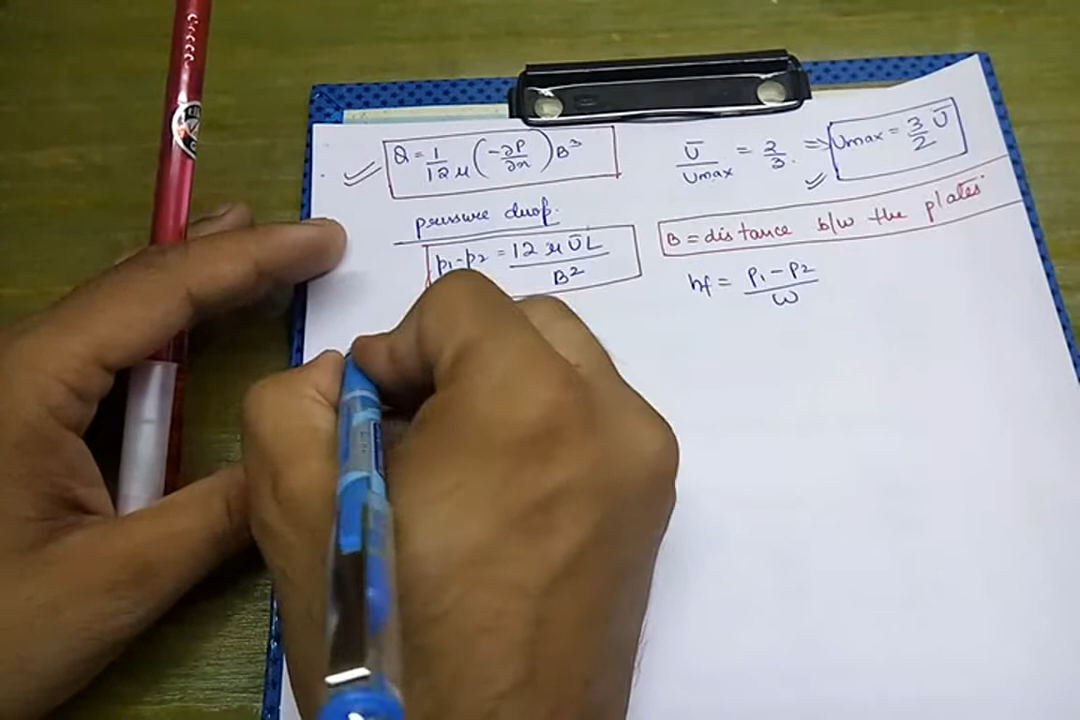 Q = 1/12μ (-∂P/∂x) B³
Ū/Umax = 2/3. => Umax = 3/2 Ū
pressure drop.
B = distance b/w the plates
p₁-p₂ = 12μŪL/B²
hf = p₁-p₂/w